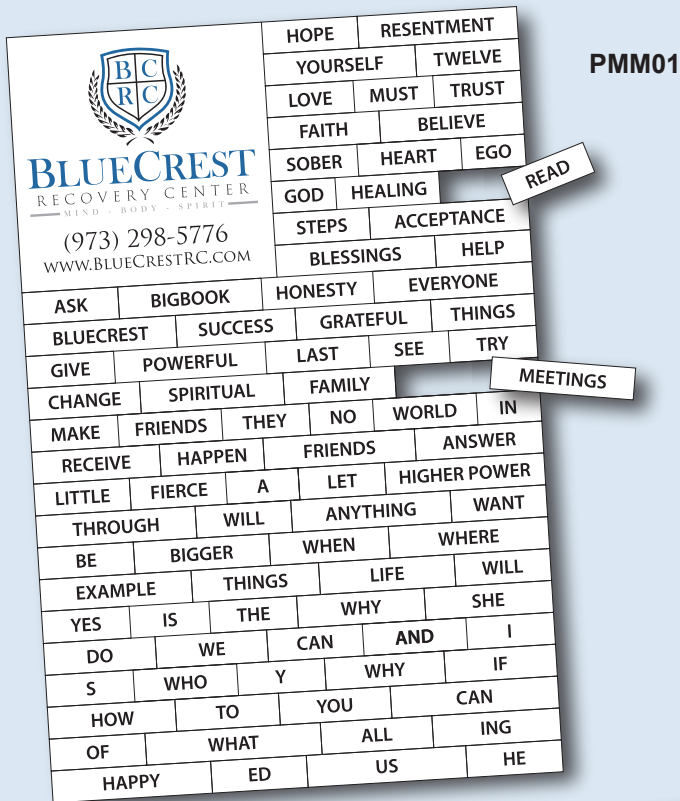 PMM01
B C
R C
BLUECREST
RECOVERY CENTER
MIND · BODY · SPIRIT
(973) 298-5776
WWW.BLUECRESTRC.COM
HOPE RESENTMENT
YOURSELF TWELVE
LOVE MUST TRUST
FAITH BELIEVE
SOBER HEART EGO
GOD HEALING READ
STEPS ACCEPTANCE
BLESSINGS HELP
ASK BIGBOOK HONESTY EVERYONE
BLUECREST SUCCESS GRATEFUL THINGS
GIVE POWERFUL LAST SEE TRY
CHANGE SPIRITUAL FAMILY MEETINGS
MAKE FRIENDS THEY NO WORLD IN
RECEIVE HAPPEN FRIENDS ANSWER
LITTLE FIERCE A LET HIGHER POWER
THROUGH WILL ANYTHING WANT
BE BIGGER WHEN WHERE
EXAMPLE THINGS LIFE WILL
YES IS THE WHY SHE
DO WE CAN AND I
S WHO Y WHY IF
HOW TO YOU CAN
OF WHAT ALL ING
HAPPY ED US HE